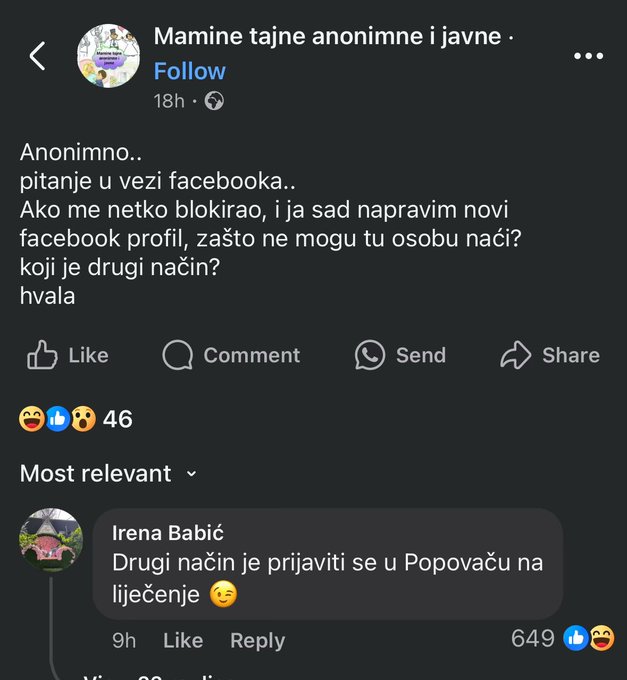 Mamine tajne anonimne i javne ·
Follow
18h ·
Anonimno..
pitanje u vezi facebooka..
Ako me netko blokirao, i ja sad napravim novi
facebook profil, zašto ne mogu tu osobu naći?
koji je drugi način?
hvala
Like Comment Send Share
46
Most relevant
Irena Babić
Drugi način je prijaviti se u Popovaču na
liječenje 😉
9h Like Reply 649